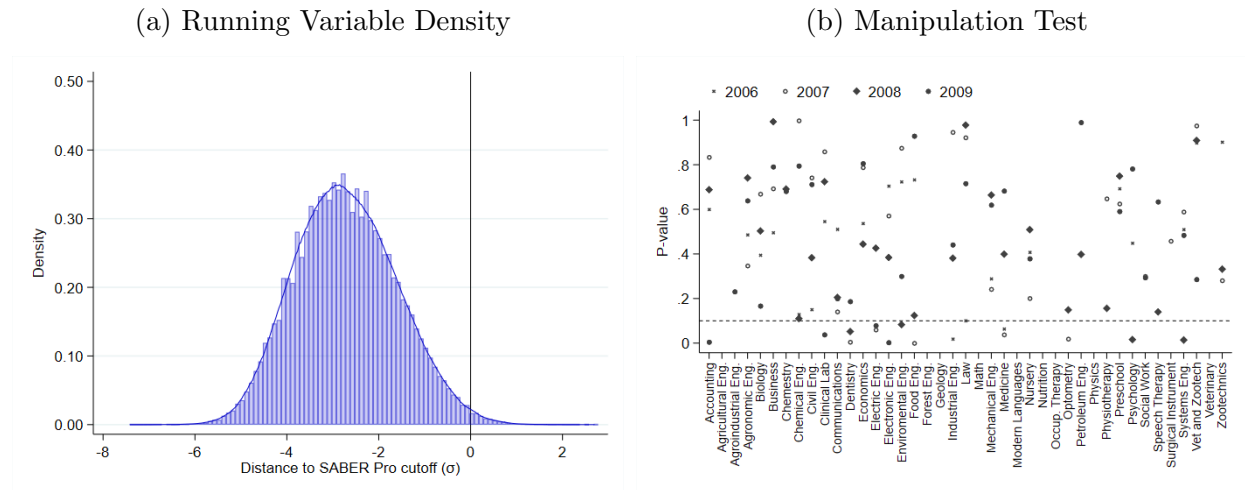 (a) Running Variable Density
(b) Manipulation Test
0.50
0.40
0.30
0.20
0.10
0.00
Density
-8
-6
-4
-2
0
2
Distance to SABER Pro cutoff (σ)
2006
2007
2008
2009
1
.8
.6
.4
.2
0
P-value
Accounting
Agricultural Eng.
Agroindustrial Eng.
Agronomic Eng.
Biology
Business
Chemestry
Chemical Eng.
Civil Eng.
Clinical Lab
Communications
Dentistry
Economics
Electric Eng.
Electronic Eng.
Enviromental Eng.
Food Eng.
Forest Eng.
Geology
Industrial Eng.
Law
Math
Mechanical Eng.
Medicine
Modern Languages
Nursery
Nutrition
Occup. Therapy
Optometry
Petroleum Eng.
Physics
Physiotherapy
Preschool
Psychology
Social Work
Speech Therapy
Surgical Instrument
Systems Eng.
Vet and Zootech
Veterinary
Zootechnics